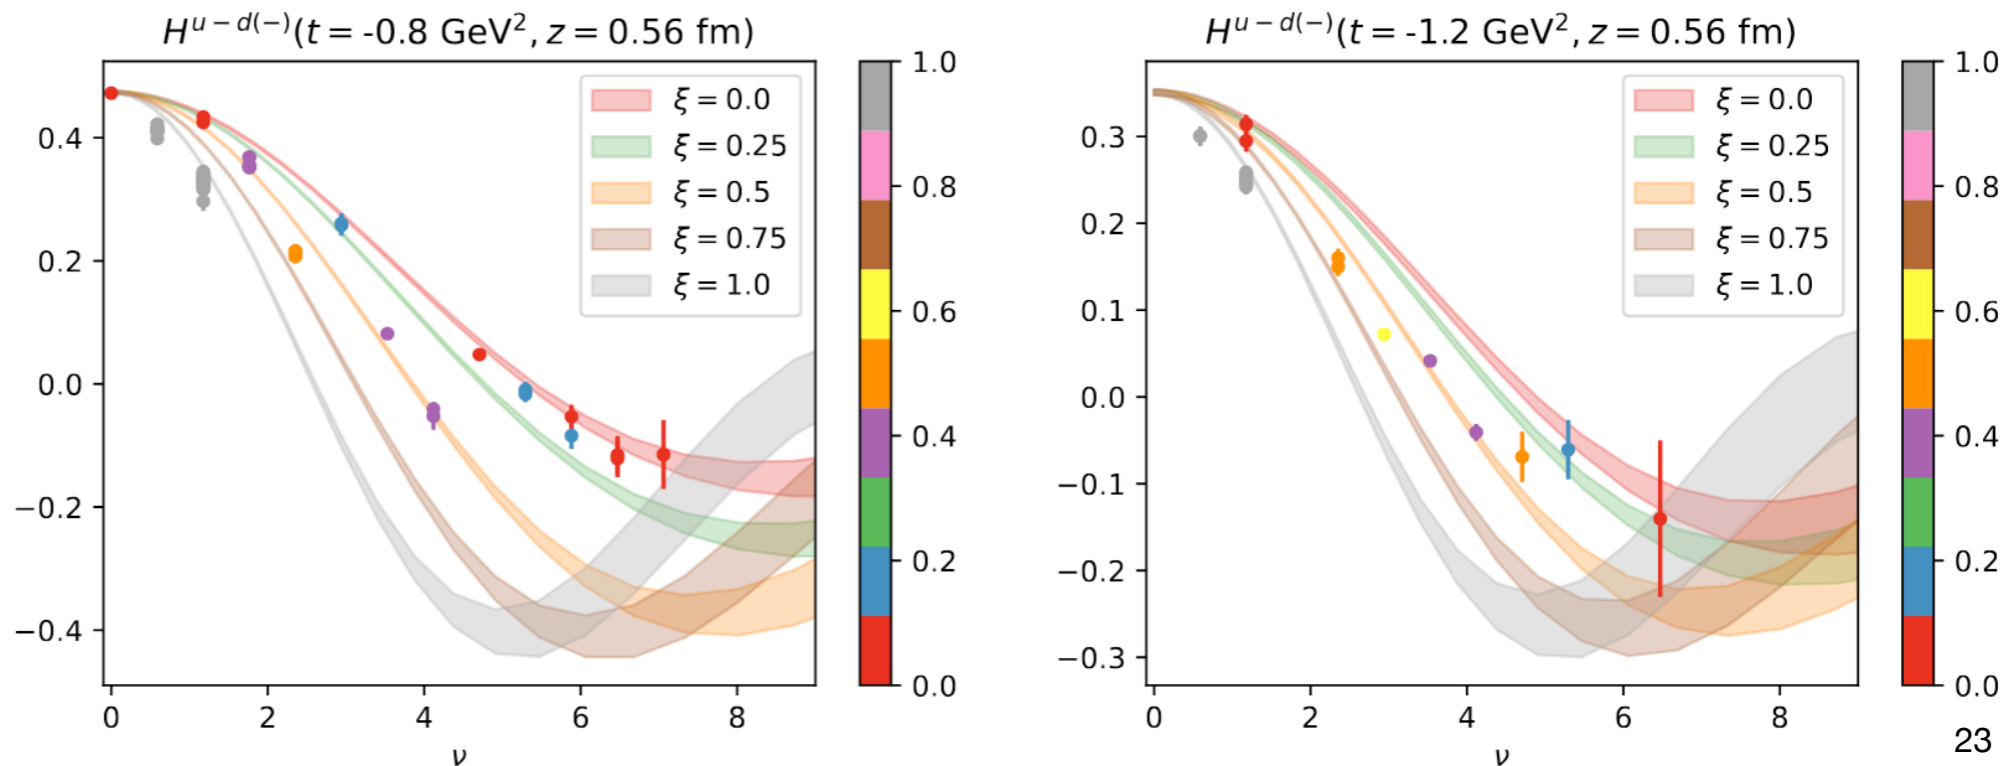 H^{u-d(-)}(t = -0.8 GeV², z = 0.56 fm)
ξ = 0.0
ξ = 0.25
ξ = 0.5
ξ = 0.75
ξ = 1.0
0.4
0.2
0.0
−0.2
−0.4
0 2 4 6 8
ν
1.0
0.8
0.6
0.4
0.2
0.0
H^{u-d(-)}(t = -1.2 GeV², z = 0.56 fm)
ξ = 0.0
ξ = 0.25
ξ = 0.5
ξ = 0.75
ξ = 1.0
0.3
0.2
0.1
0.0
−0.1
−0.2
−0.3
0 2 4 6 8
ν
1.0
0.8
0.6
0.4
0.2
0.0
23